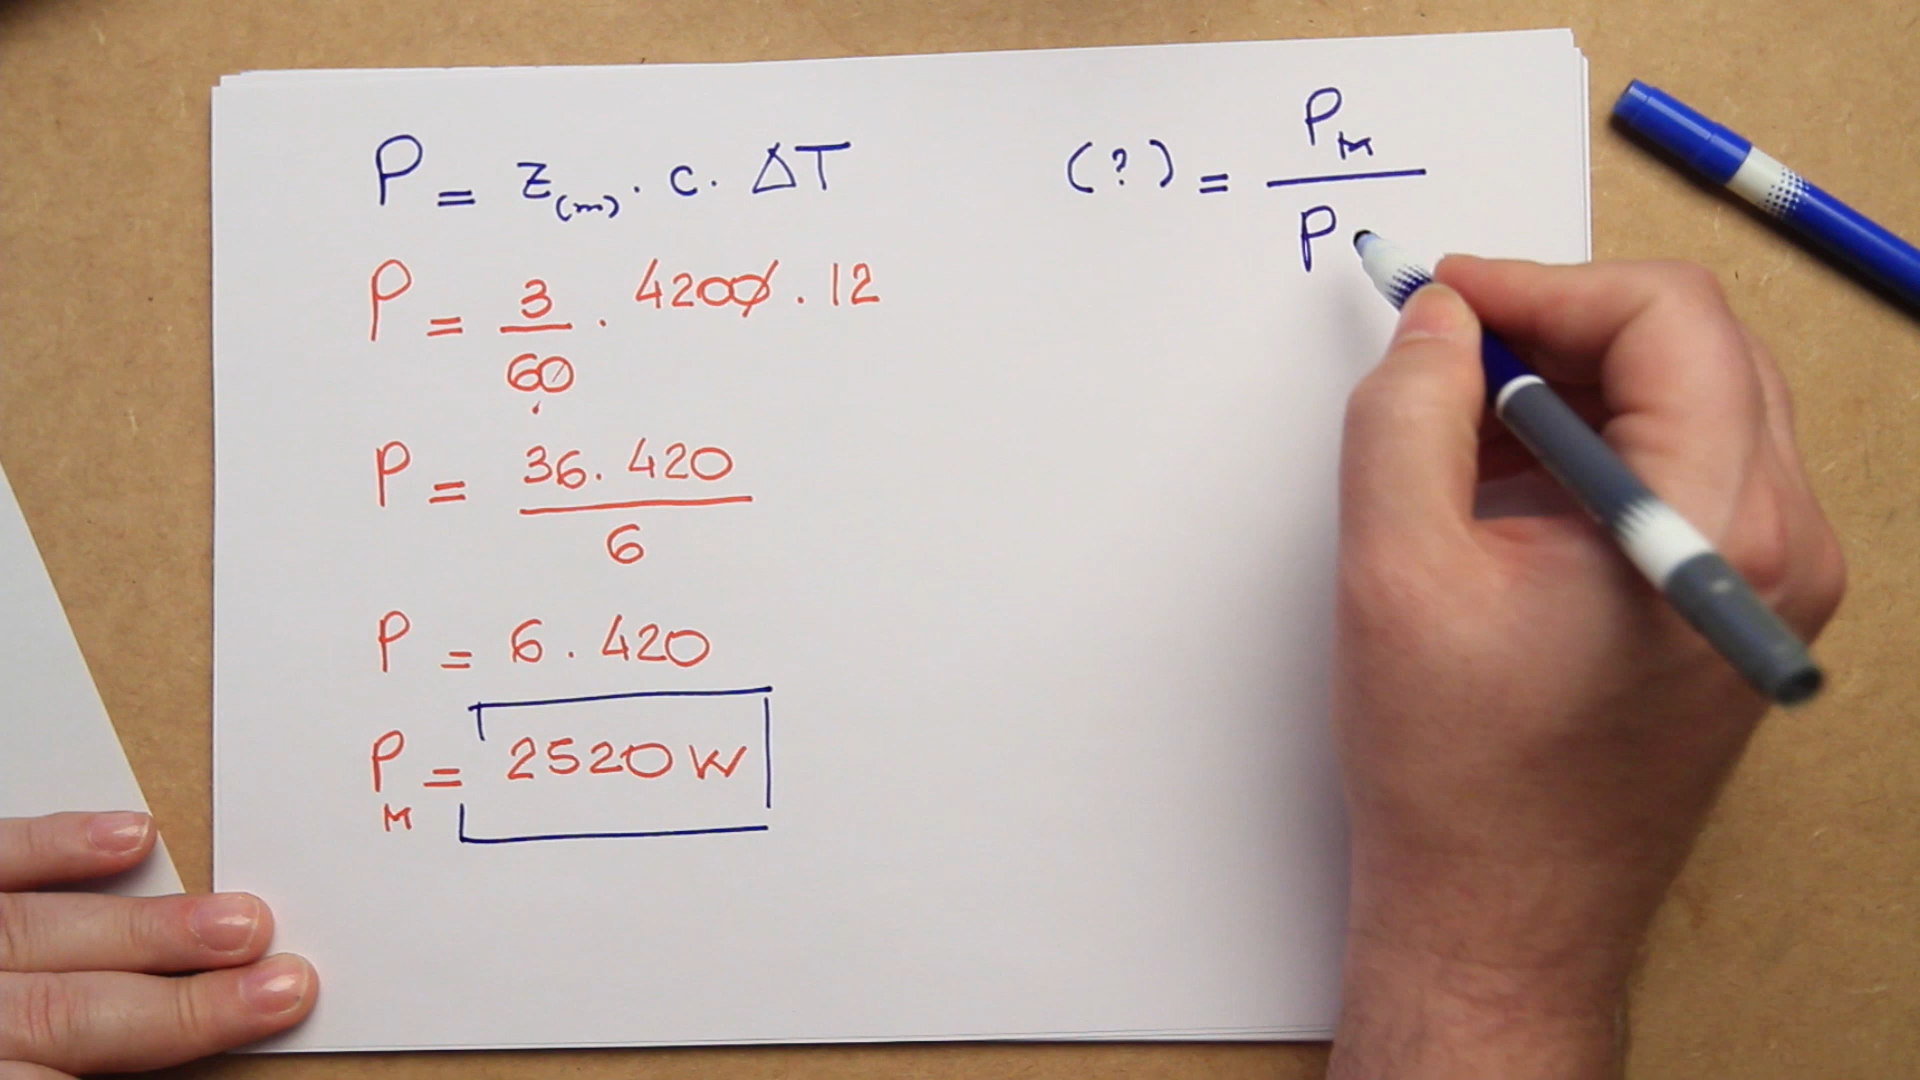 P = Z(m) . c . ΔT
P = 3/60 . 4200 . 12
P = 36 . 420 / 6
P = 6 . 420
PM = 2520 W
(?) = PM / P